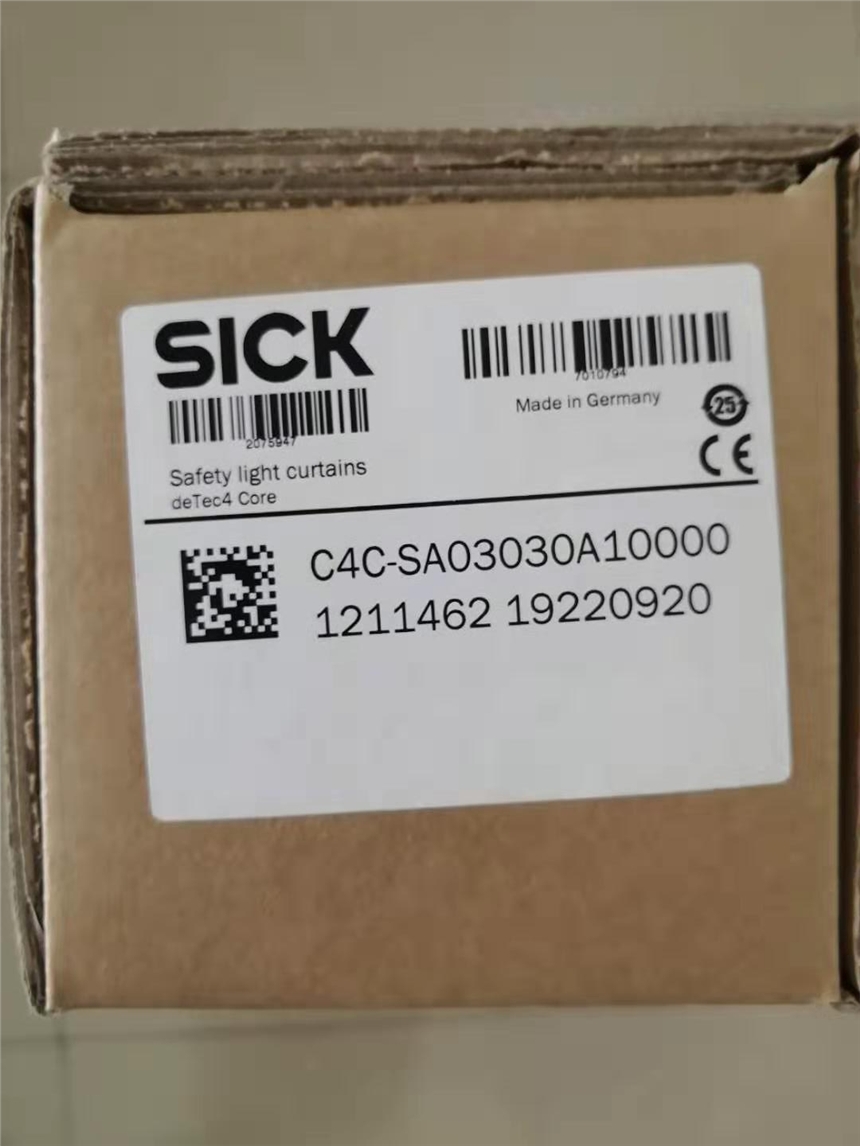 SICK
7010794
Made in Germany
25
2075947
CE
Safety light curtains
deTec4 Core
C4C-SA03030A10000
1211462 19220920